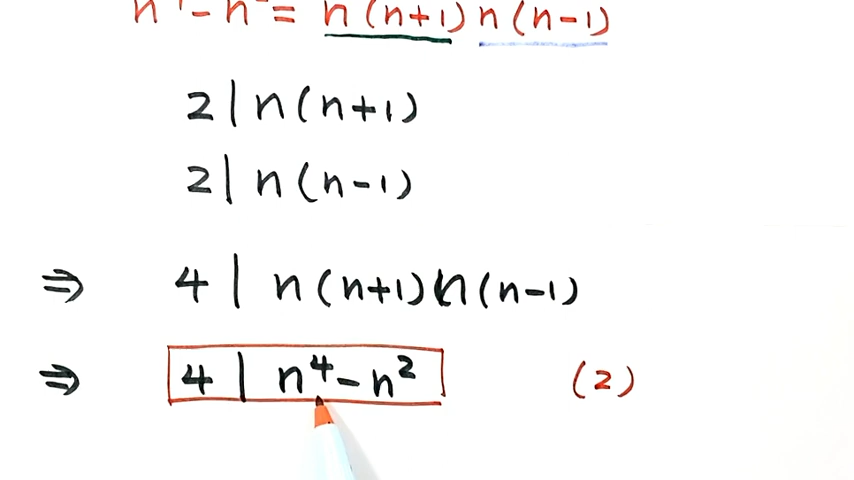 n⁴ - n² = n(n+1) n(n-1)
2 | n(n+1)
2 | n(n-1)
⇒ 4 | n(n+1)n(n-1)
⇒ 4 | n⁴ - n² (2)